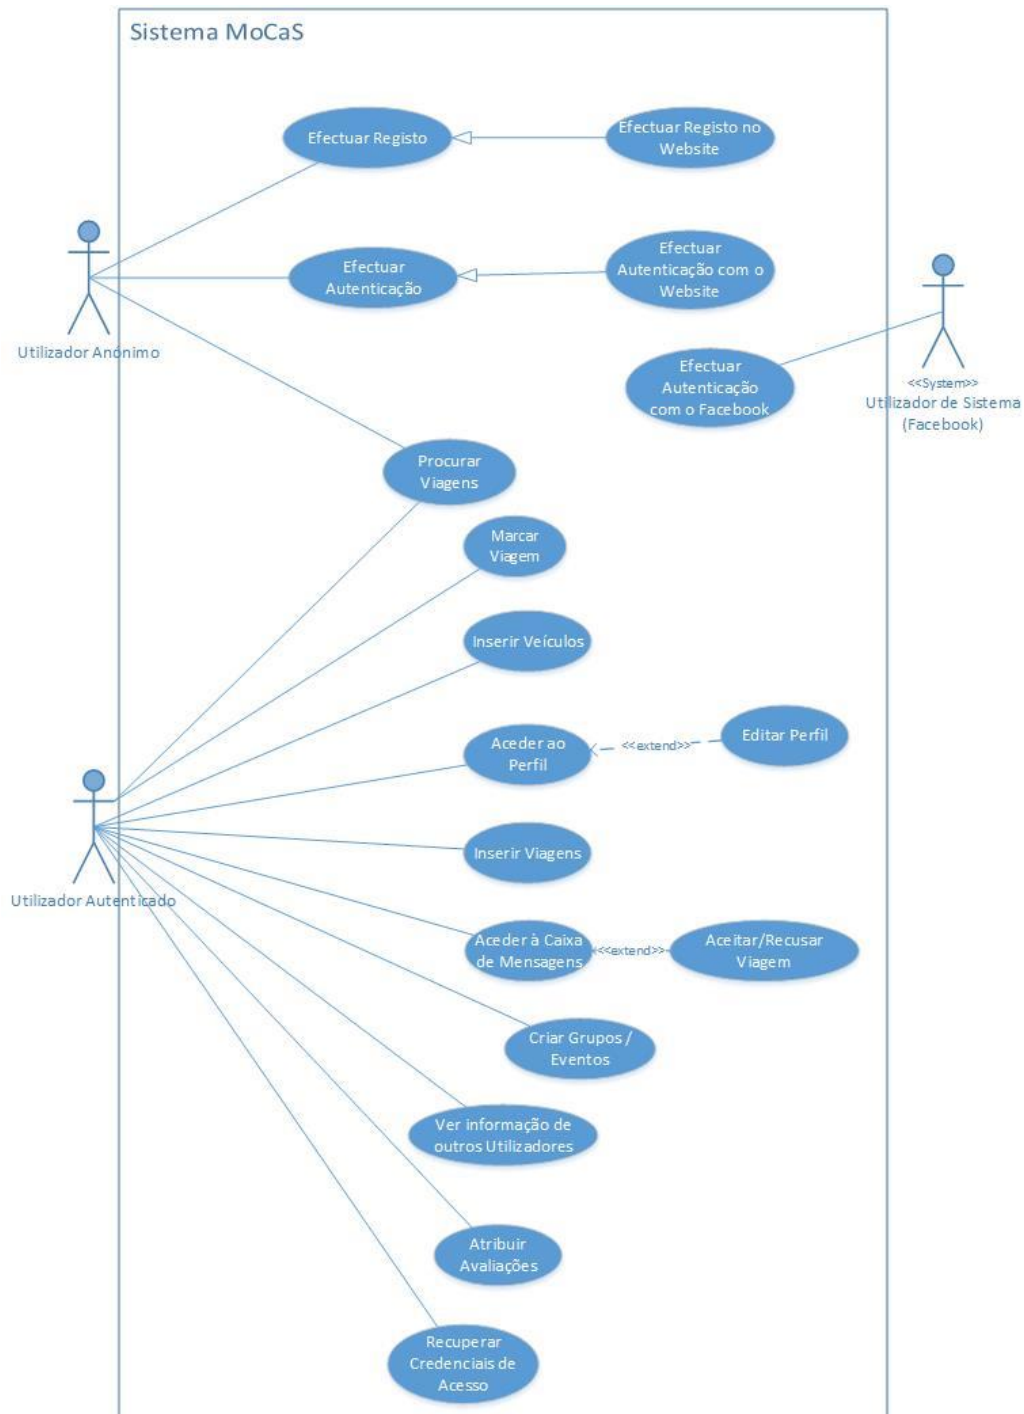 Sistema MoCaS
Efectuar Registo
Efectuar Registo no
Website
Efectuar
Autenticação
Efectuar
Autenticação com o
Website
Utilizador Anónimo
Efectuar
Autenticação
com o Facebook
<<System>>
Utilizador de Sistema
(Facebook)
Procurar
Viagens
Marcar
Viagem
Inserir Veículos
Aceder ao
Perfil
<<extend>>
Editar Perfil
Inserir Viagens
Utilizador Autenticado
Aceder à Caixa
de Mensagens
<<extend>>
Aceitar/Recusar
Viagem
Criar Grupos /
Eventos
Ver informação de
outros Utilizadores
Atribuir
Avaliações
Recuperar
Credenciais de
Acesso